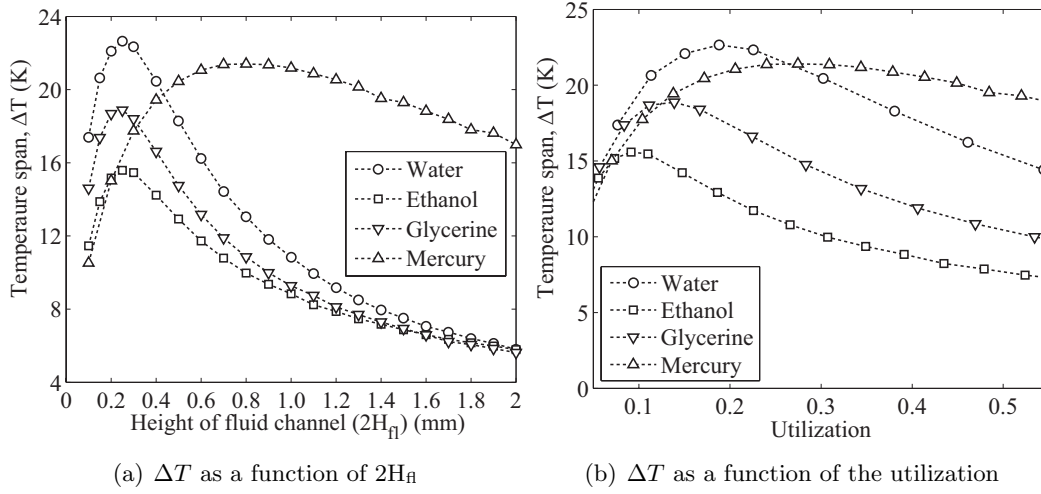 24
20
16
12
8
4
Temperaure span, ΔT (K)
Water
Ethanol
Glycerine
Mercury
0 0.2 0.4 0.6 0.8 1.0 1.2 1.4 1.6 1.8 2
Height of fluid channel (2H_fl) (mm)
(a) ΔT as a function of 2H_fl
25
20
15
10
5
0
Temperaure span, ΔT (K)
Water
Ethanol
Glycerine
Mercury
0.1 0.2 0.3 0.4 0.5
Utilization
(b) ΔT as a function of the utilization